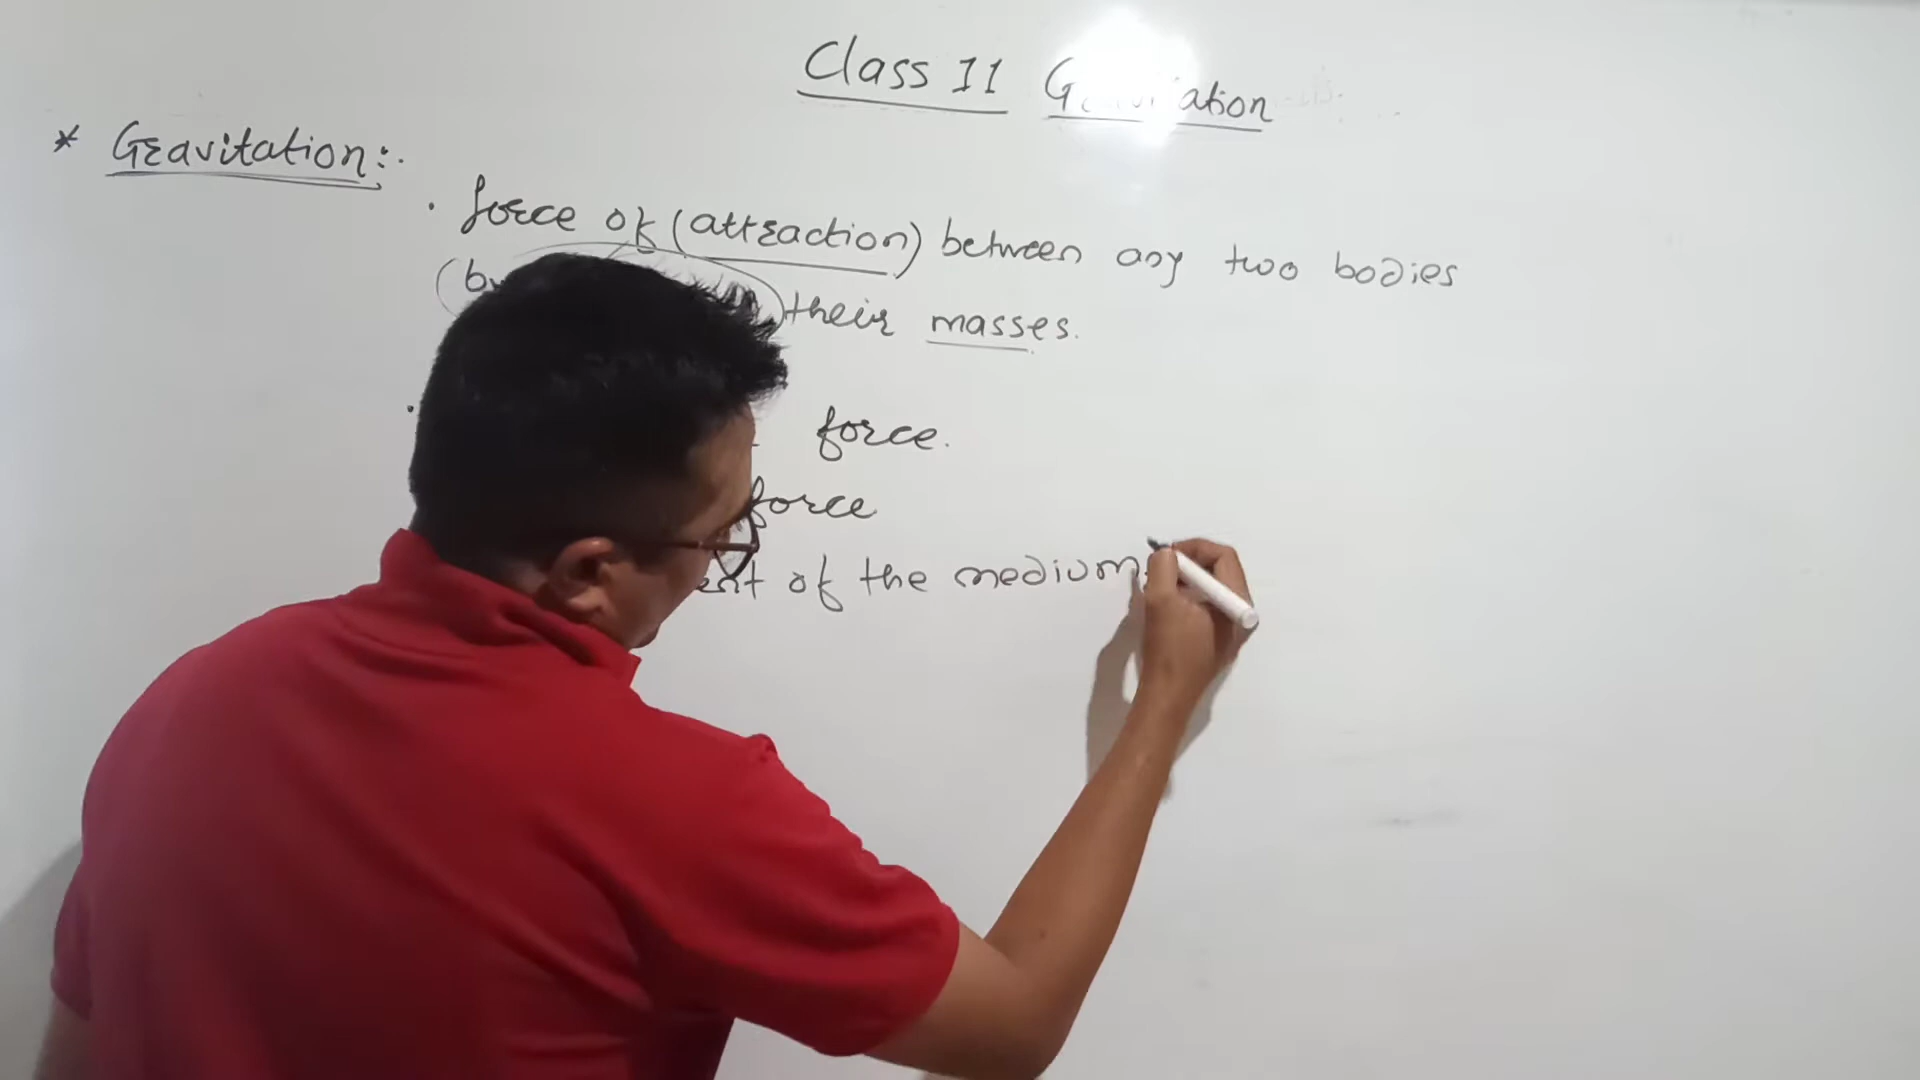 Class 11 Gravitation
* Gravitation:-
. force of (attraction) between any two bodies
their masses.
. force.
force
of the medium